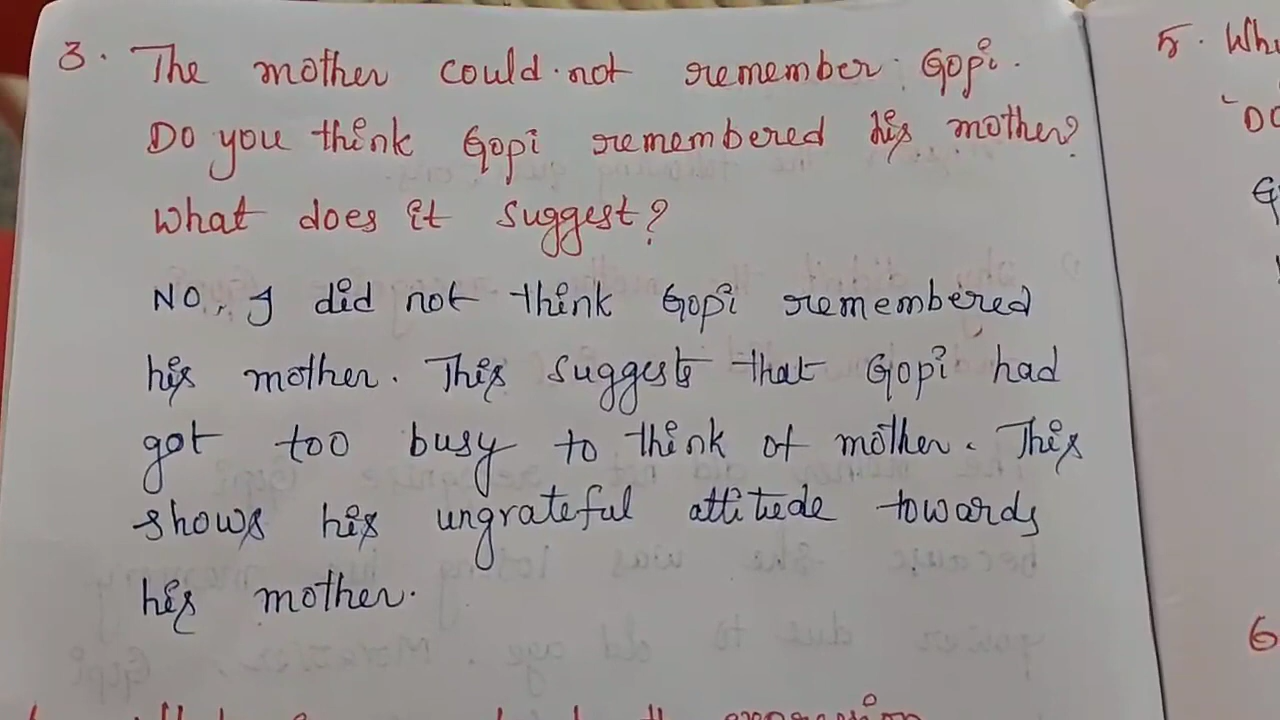 3. The mother could not remember Gopi.
Do you think Gopi remembered his mother?
What does it suggest?
NO, I did not think Gopi remembered
his mother. This suggests that Gopi had
got too busy to think of mother. This
shows his ungrateful attitude towards
his mother.
5.
6